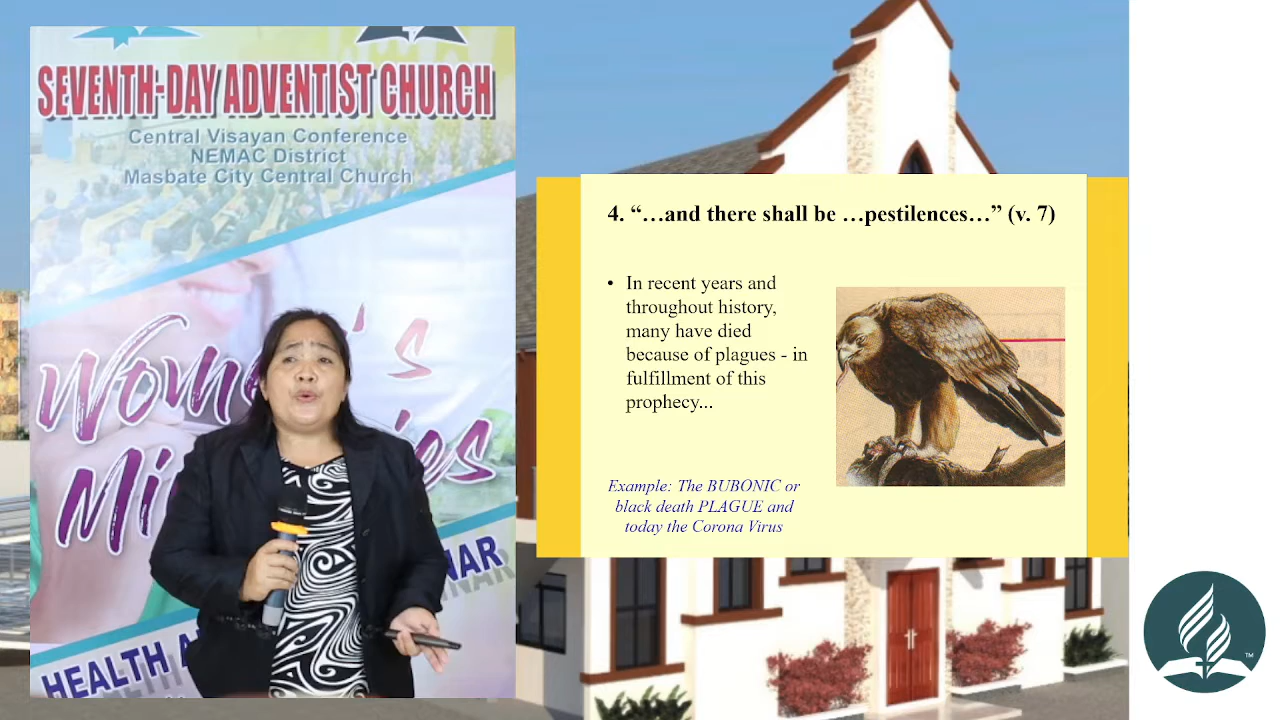 SEVENTH-DAY ADVENTIST CHURCH
Central Visayan Conference
NEMAC District
Masbate City Central Church
HEALTH
4. “…and there shall be …pestilences…” (v. 7)
• In recent years and
throughout history,
many have died
because of plagues - in
fulfillment of this
prophecy...
Example: The BUBONIC or
black death PLAGUE and
today the Corona Virus
TM